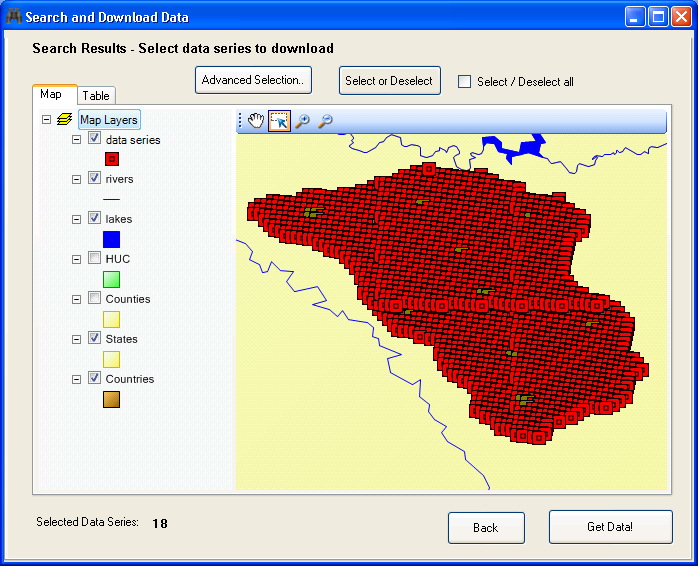 Search and Download Data
Search Results - Select data series to download
Advanced Selection..
Select or Deselect
Select / Deselect all
Map
Table
Map Layers
data series
rivers
lakes
HUC
Counties
States
Countries
Selected Data Series: 18
Back
Get Data!